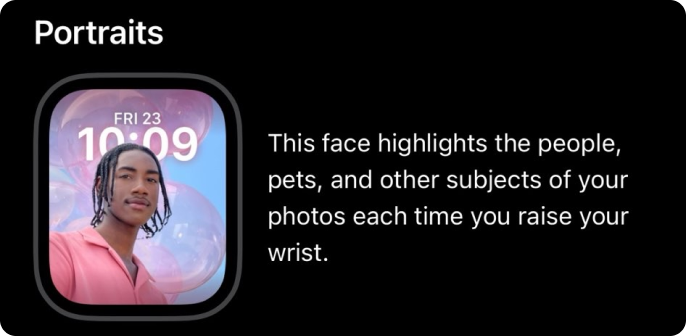 Portraits
FRI 23
10:09
This face highlights the people,
pets, and other subjects of your
photos each time you raise your
wrist.